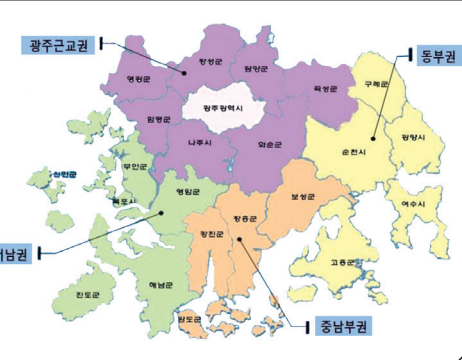 광주근교권
동부권
장성군
담양군
영광군
곡성군
구례군
광주광역시
함평군
광양시
나주시
화순군
순천시
무안군
신안군
영암군
보성군
목포시
장흥군
여수시
강진군
서남권
고흥군
해남군
진도군
완도군
중남부권